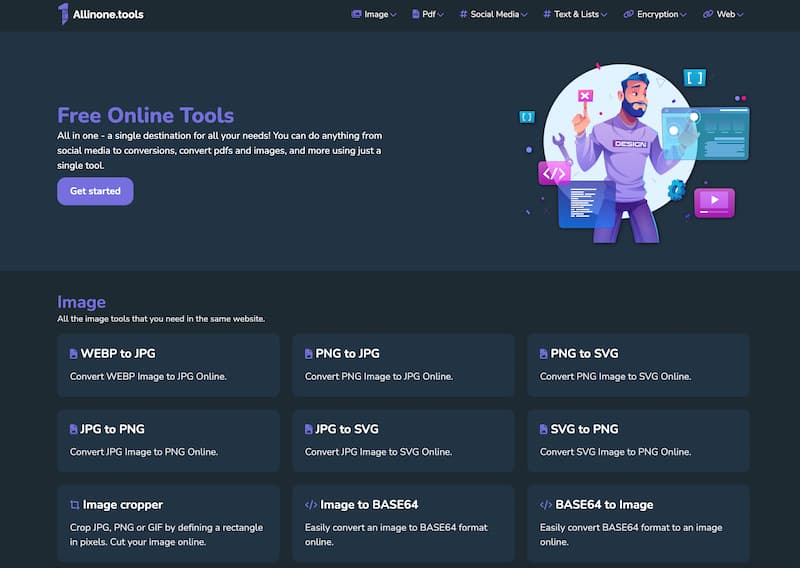 Allinone.tools
Image
Pdf
# Social Media
# Text & Lists
Encryption
Web
Free Online Tools
All in one - a single destination for all your needs! You can do anything from
social media to conversions, convert pdfs and images, and more using just a
single tool.
Get started
[ ]
[ ]
DESIGN
</>
Image
All the image tools that you need in the same website.
WEBP to JPG
Convert WEBP Image to JPG Online.
PNG to JPG
Convert PNG Image to JPG Online.
PNG to SVG
Convert PNG Image to SVG Online.
JPG to PNG
Convert JPG Image to PNG Online.
JPG to SVG
Convert JPG Image to SVG Online.
SVG to PNG
Convert SVG Image to PNG Online.
Image cropper
Crop JPG, PNG or GIF by defining a rectangle
in pixels. Cut your image online.
</> Image to BASE64
Easily convert an image to BASE64 format
online.
</> BASE64 to Image
Easily convert BASE64 format to an image
online.